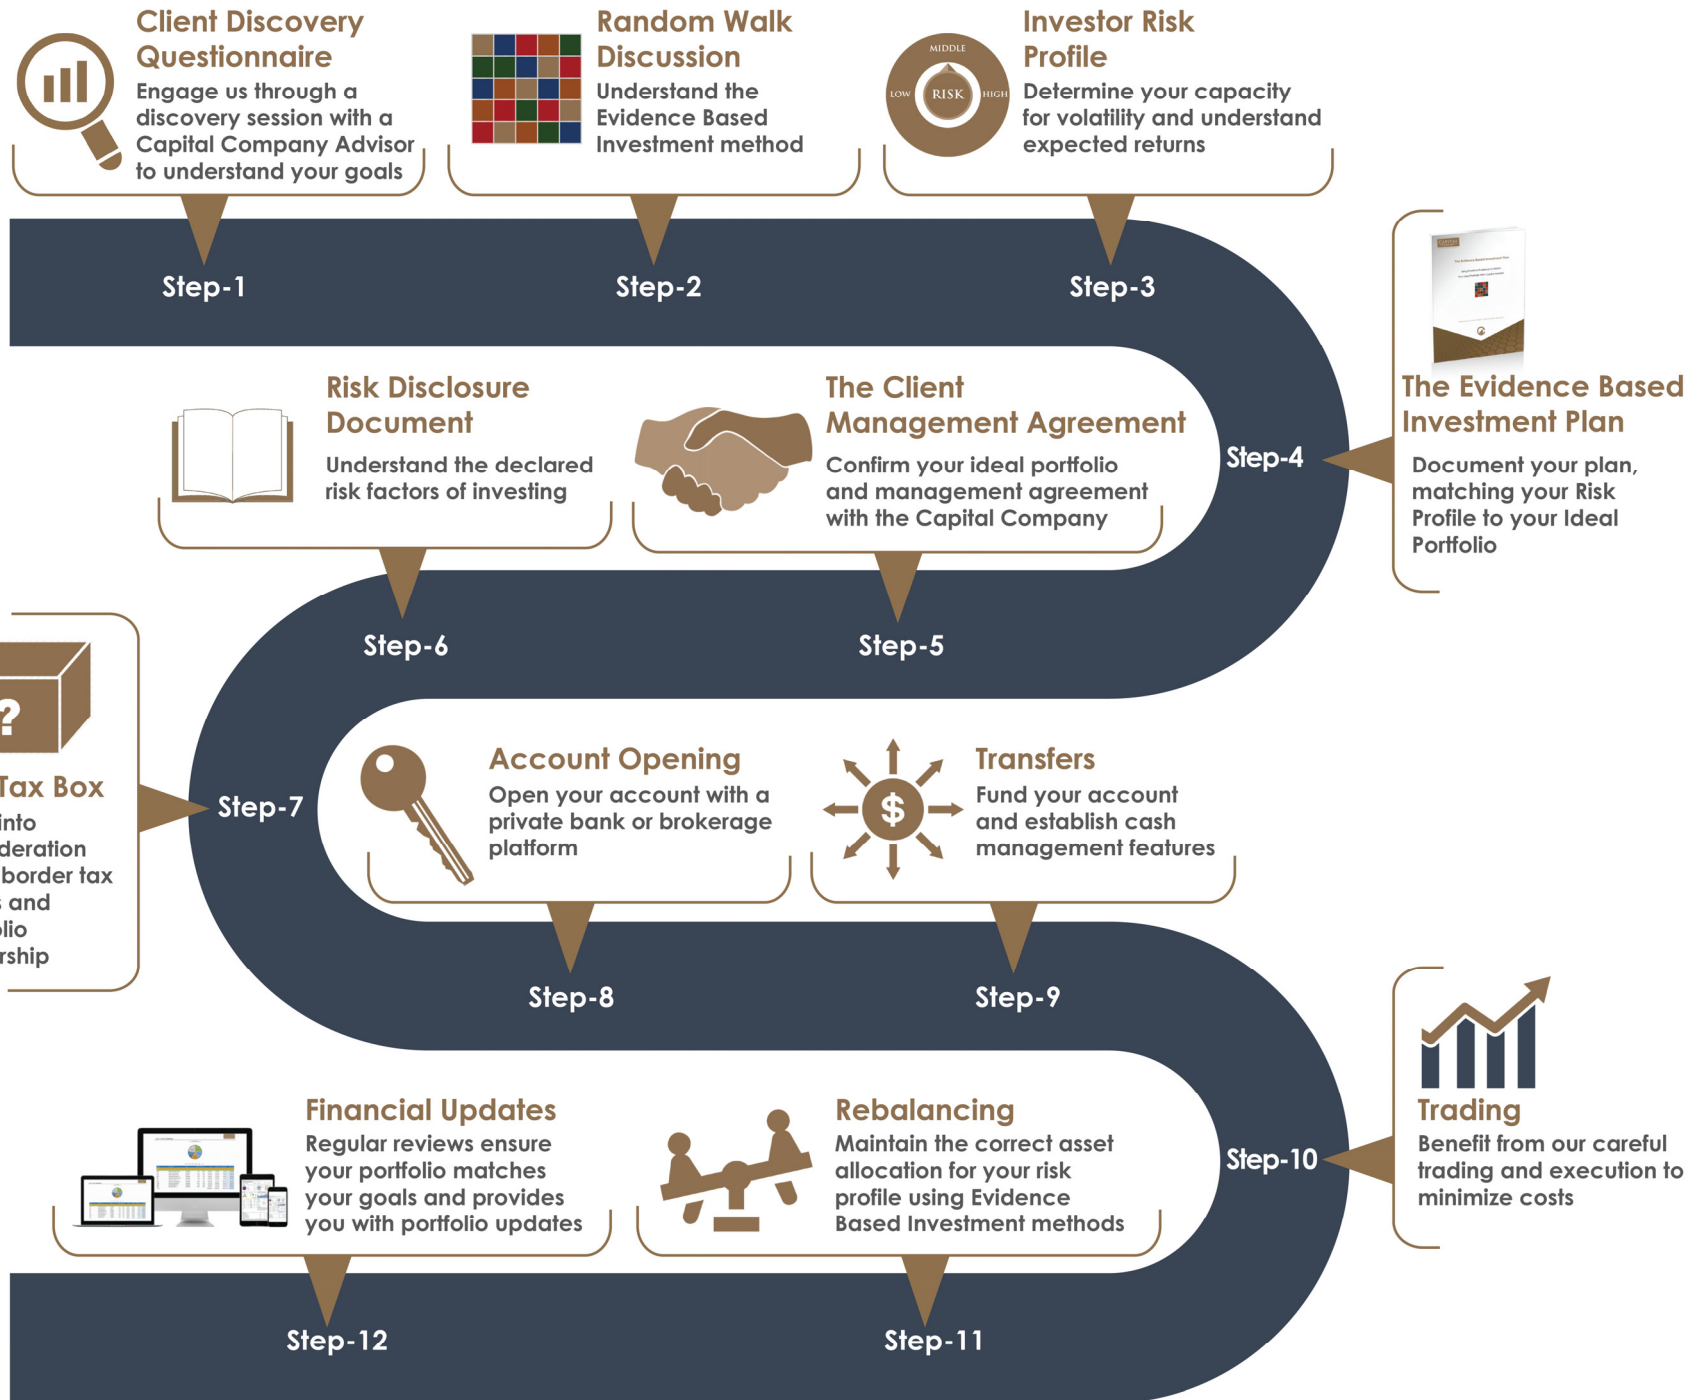 Client Discovery
Questionnaire
Engage us through a
discovery session with a
Capital Company Advisor
to understand your goals
Step-1
Random Walk
Discussion
Understand the
Evidence Based
Investment method
Step-2
MIDDLE
LOW
RISK
HIGH
Investor Risk
Profile
Determine your capacity
for volatility and understand
expected returns
Step-3
The Evidence Based
Investment Plan
Document your plan,
matching your Risk
Profile to your Ideal
Portfolio
Step-4
The Client
Management Agreement
Confirm your ideal portfolio
and management agreement
with the Capital Company
Step-5
Risk Disclosure
Document
Understand the declared
risk factors of investing
Step-6
?
Tax Box
into
deration
border tax
s and
lio
rship
Step-7
Account Opening
Open your account with a
private bank or brokerage
platform
Step-8
$
Transfers
Fund your account
and establish cash
management features
Step-9
Trading
Benefit from our careful
trading and execution to
minimize costs
Step-10
Rebalancing
Maintain the correct asset
allocation for your risk
profile using Evidence
Based Investment methods
Step-11
Financial Updates
Regular reviews ensure
your portfolio matches
your goals and provides
you with portfolio updates
Step-12